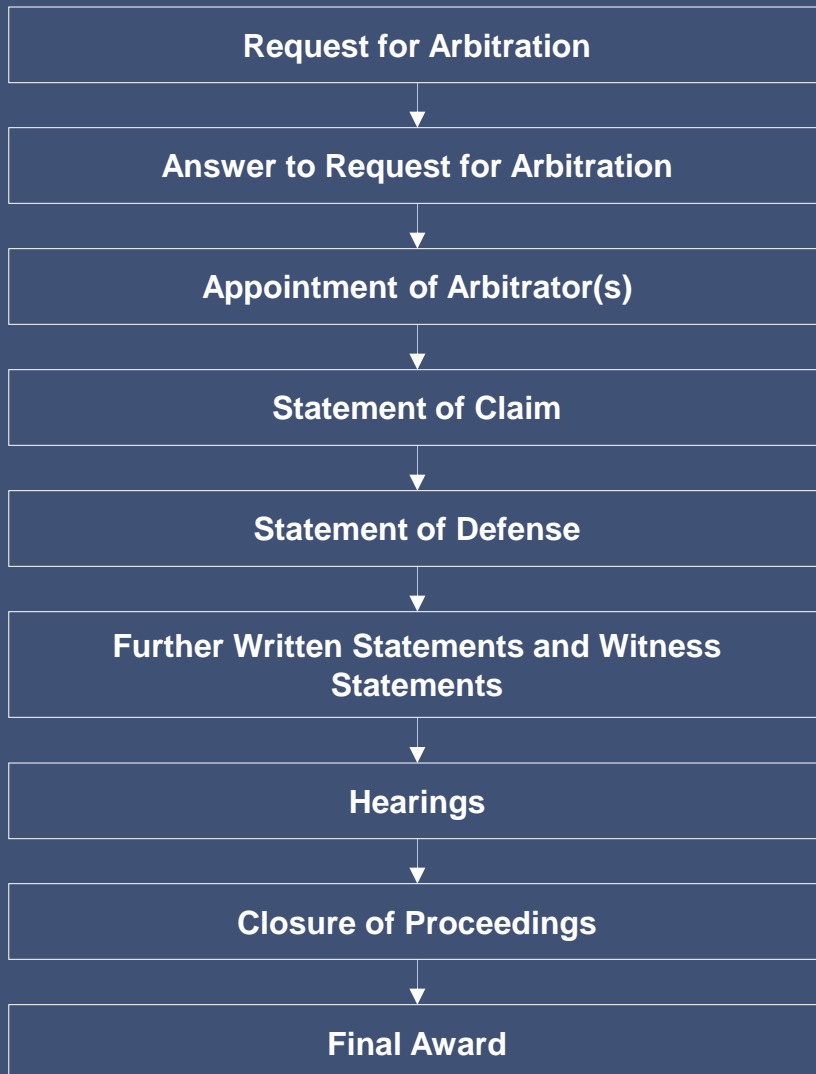 Request for Arbitration
Answer to Request for Arbitration
Appointment of Arbitrator(s)
Statement of Claim
Statement of Defense
Further Written Statements and Witness
Statements
Hearings
Closure of Proceedings
Final Award